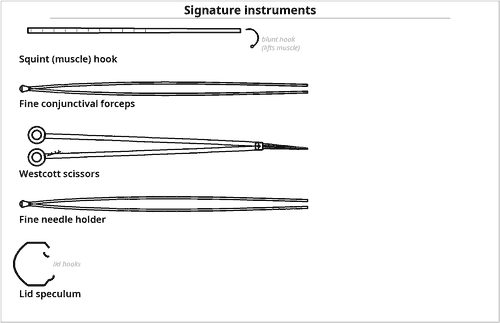 Signature instruments
blunt hook
(lifts muscle)
Squint (muscle) hook
Fine conjunctival forceps
Westcott scissors
Fine needle holder
lid hooks
Lid speculum